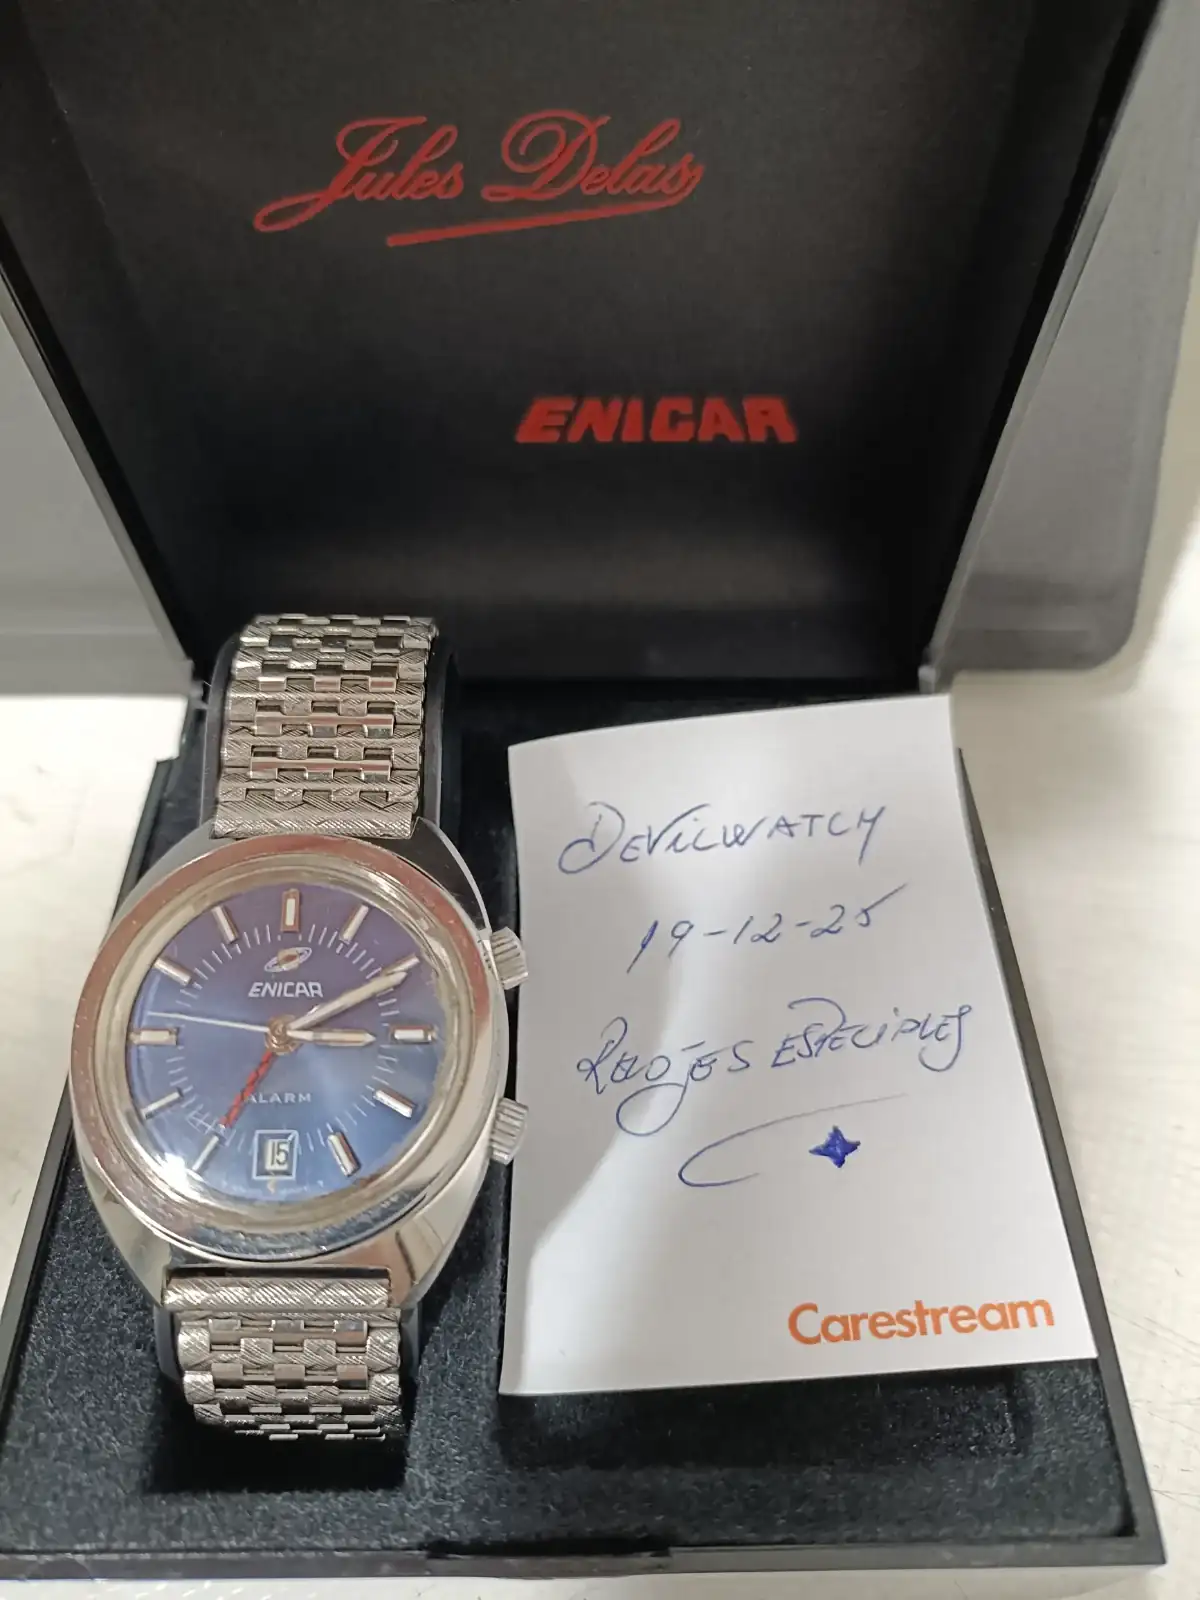 Jules Delas
ENICAR
ENICAR
ALARM
15
DEVILWATCH
19-12-25
RELOJES ESPECIALES
Carestream